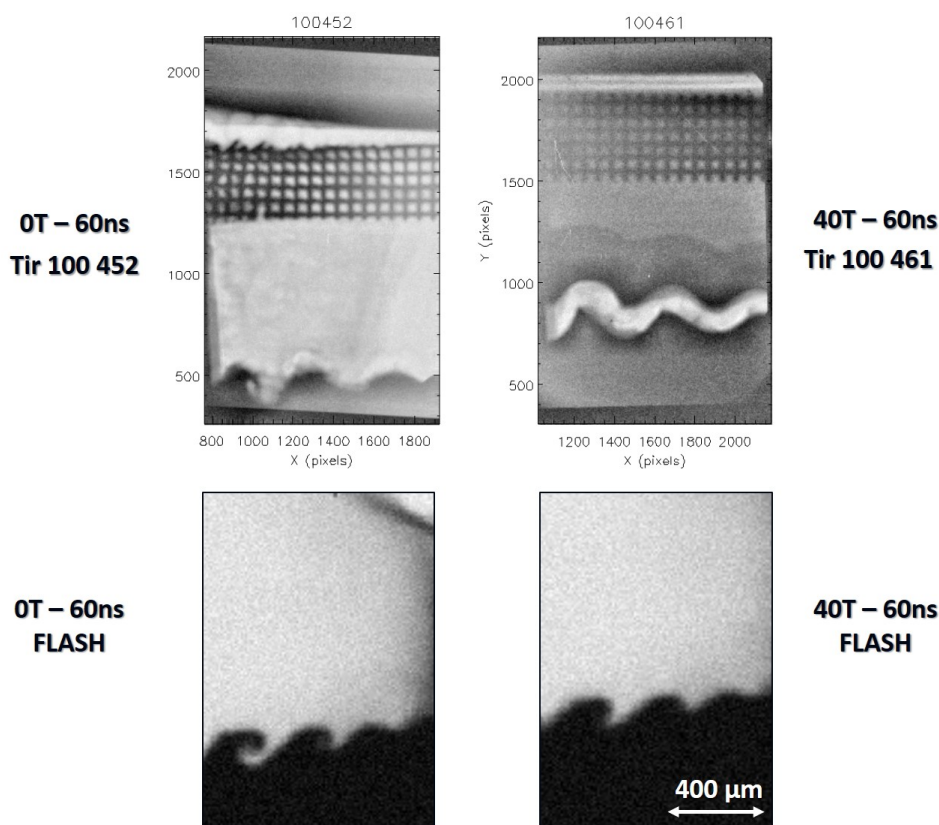 100452
100461
2000
1500
1000
500
800 1000 1200 1400 1600 1800
X (pixels)
Y (pixels)
2000
1500
1000
500
1200 1400 1600 1800 2000
X (pixels)
0T – 60ns
Tir 100 452
40T – 60ns
Tir 100 461
0T – 60ns
FLASH
40T – 60ns
FLASH
400 µm